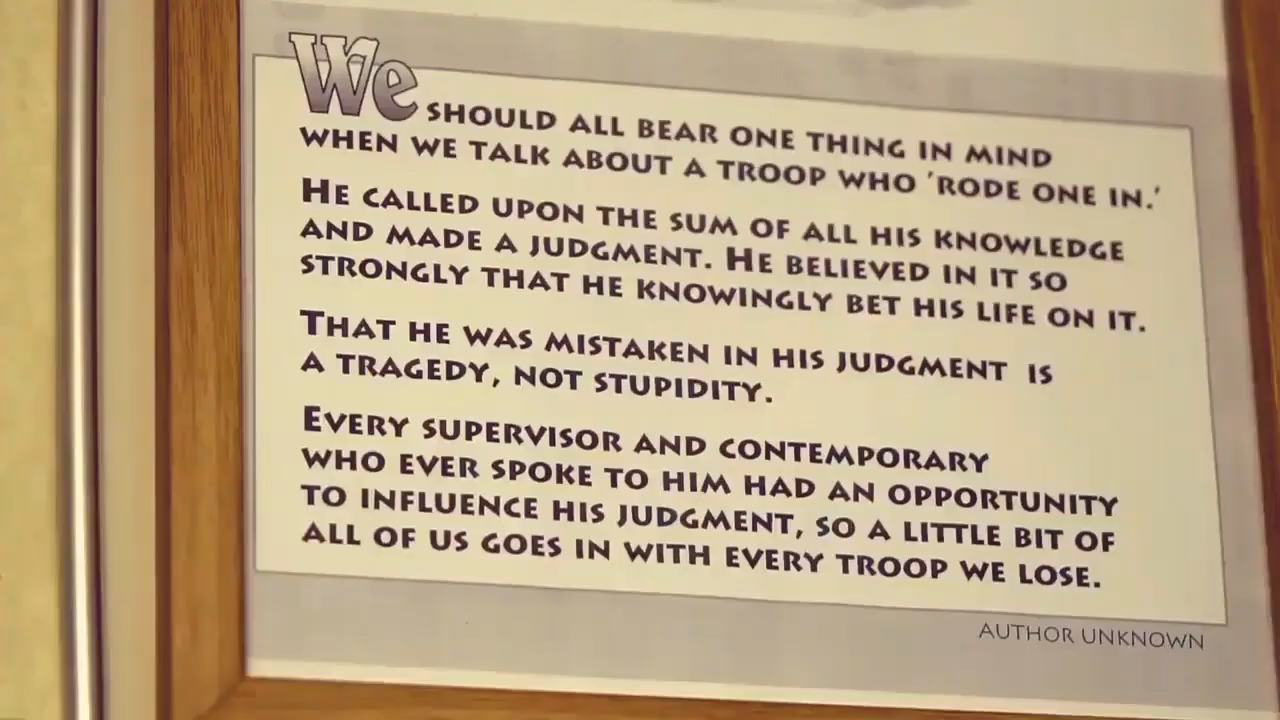 We SHOULD ALL BEAR ONE THING IN MIND
WHEN WE TALK ABOUT A TROOP WHO 'RODE ONE IN.'
HE CALLED UPON THE SUM OF ALL HIS KNOWLEDGE
AND MADE A JUDGMENT. HE BELIEVED IN IT SO
STRONGLY THAT HE KNOWINGLY BET HIS LIFE ON IT.
THAT HE WAS MISTAKEN IN HIS JUDGMENT IS
A TRAGEDY, NOT STUPIDITY.
EVERY SUPERVISOR AND CONTEMPORARY
WHO EVER SPOKE TO HIM HAD AN OPPORTUNITY
TO INFLUENCE HIS JUDGMENT, SO A LITTLE BIT OF
ALL OF US GOES IN WITH EVERY TROOP WE LOSE.
AUTHOR UNKNOWN